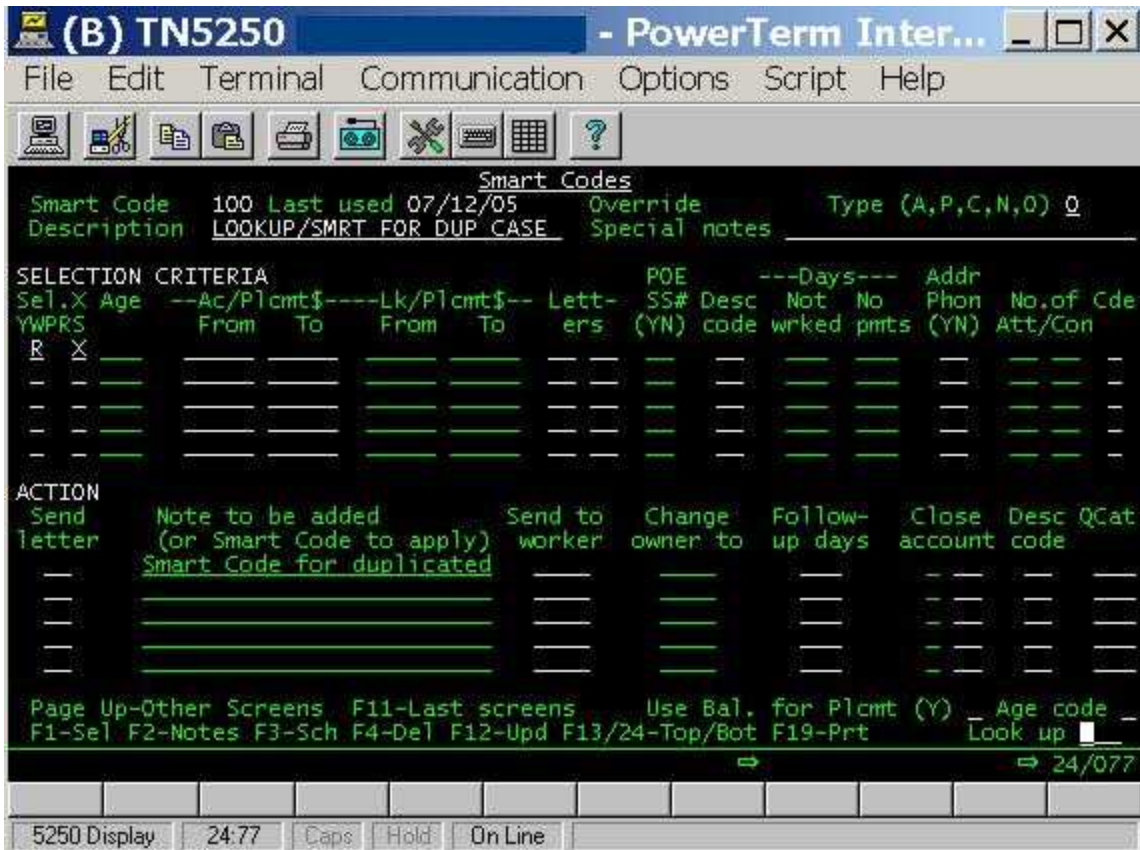 (B) TN5250 - PowerTerm Inter...
File Edit Terminal Communication Options Script Help
Smart Codes
Smart Code 100 Last used 07/12/05 Override Type (A,P,C,N,O) O
Description LOOKUP/SMRT FOR DUP CASE Special notes
SELECTION CRITERIA POE ---Days--- Addr
Sel.X Age --Ac/Plcmt$----Lk/Plcmt$-- Lett- SS# Desc Not No Phon No.of Cde
YWPRS From To From To ers (YN) code wrked pmts (YN) Att/Con
R X
ACTION
Send Note to be added Send to Change Follow- Close Desc QCat
letter (or Smart Code to apply) worker owner to up days account code
Smart Code for duplicated
Page Up-Other Screens F11-Last screens Use Bal. for Plcmt (Y) _ Age code _
F1-Sel F2-Notes F3-Sch F4-Del F12-Upd F13/24-Top/Bot F19-Prt Look up
24/077
5250 Display 24:77 Caps Hold On Line